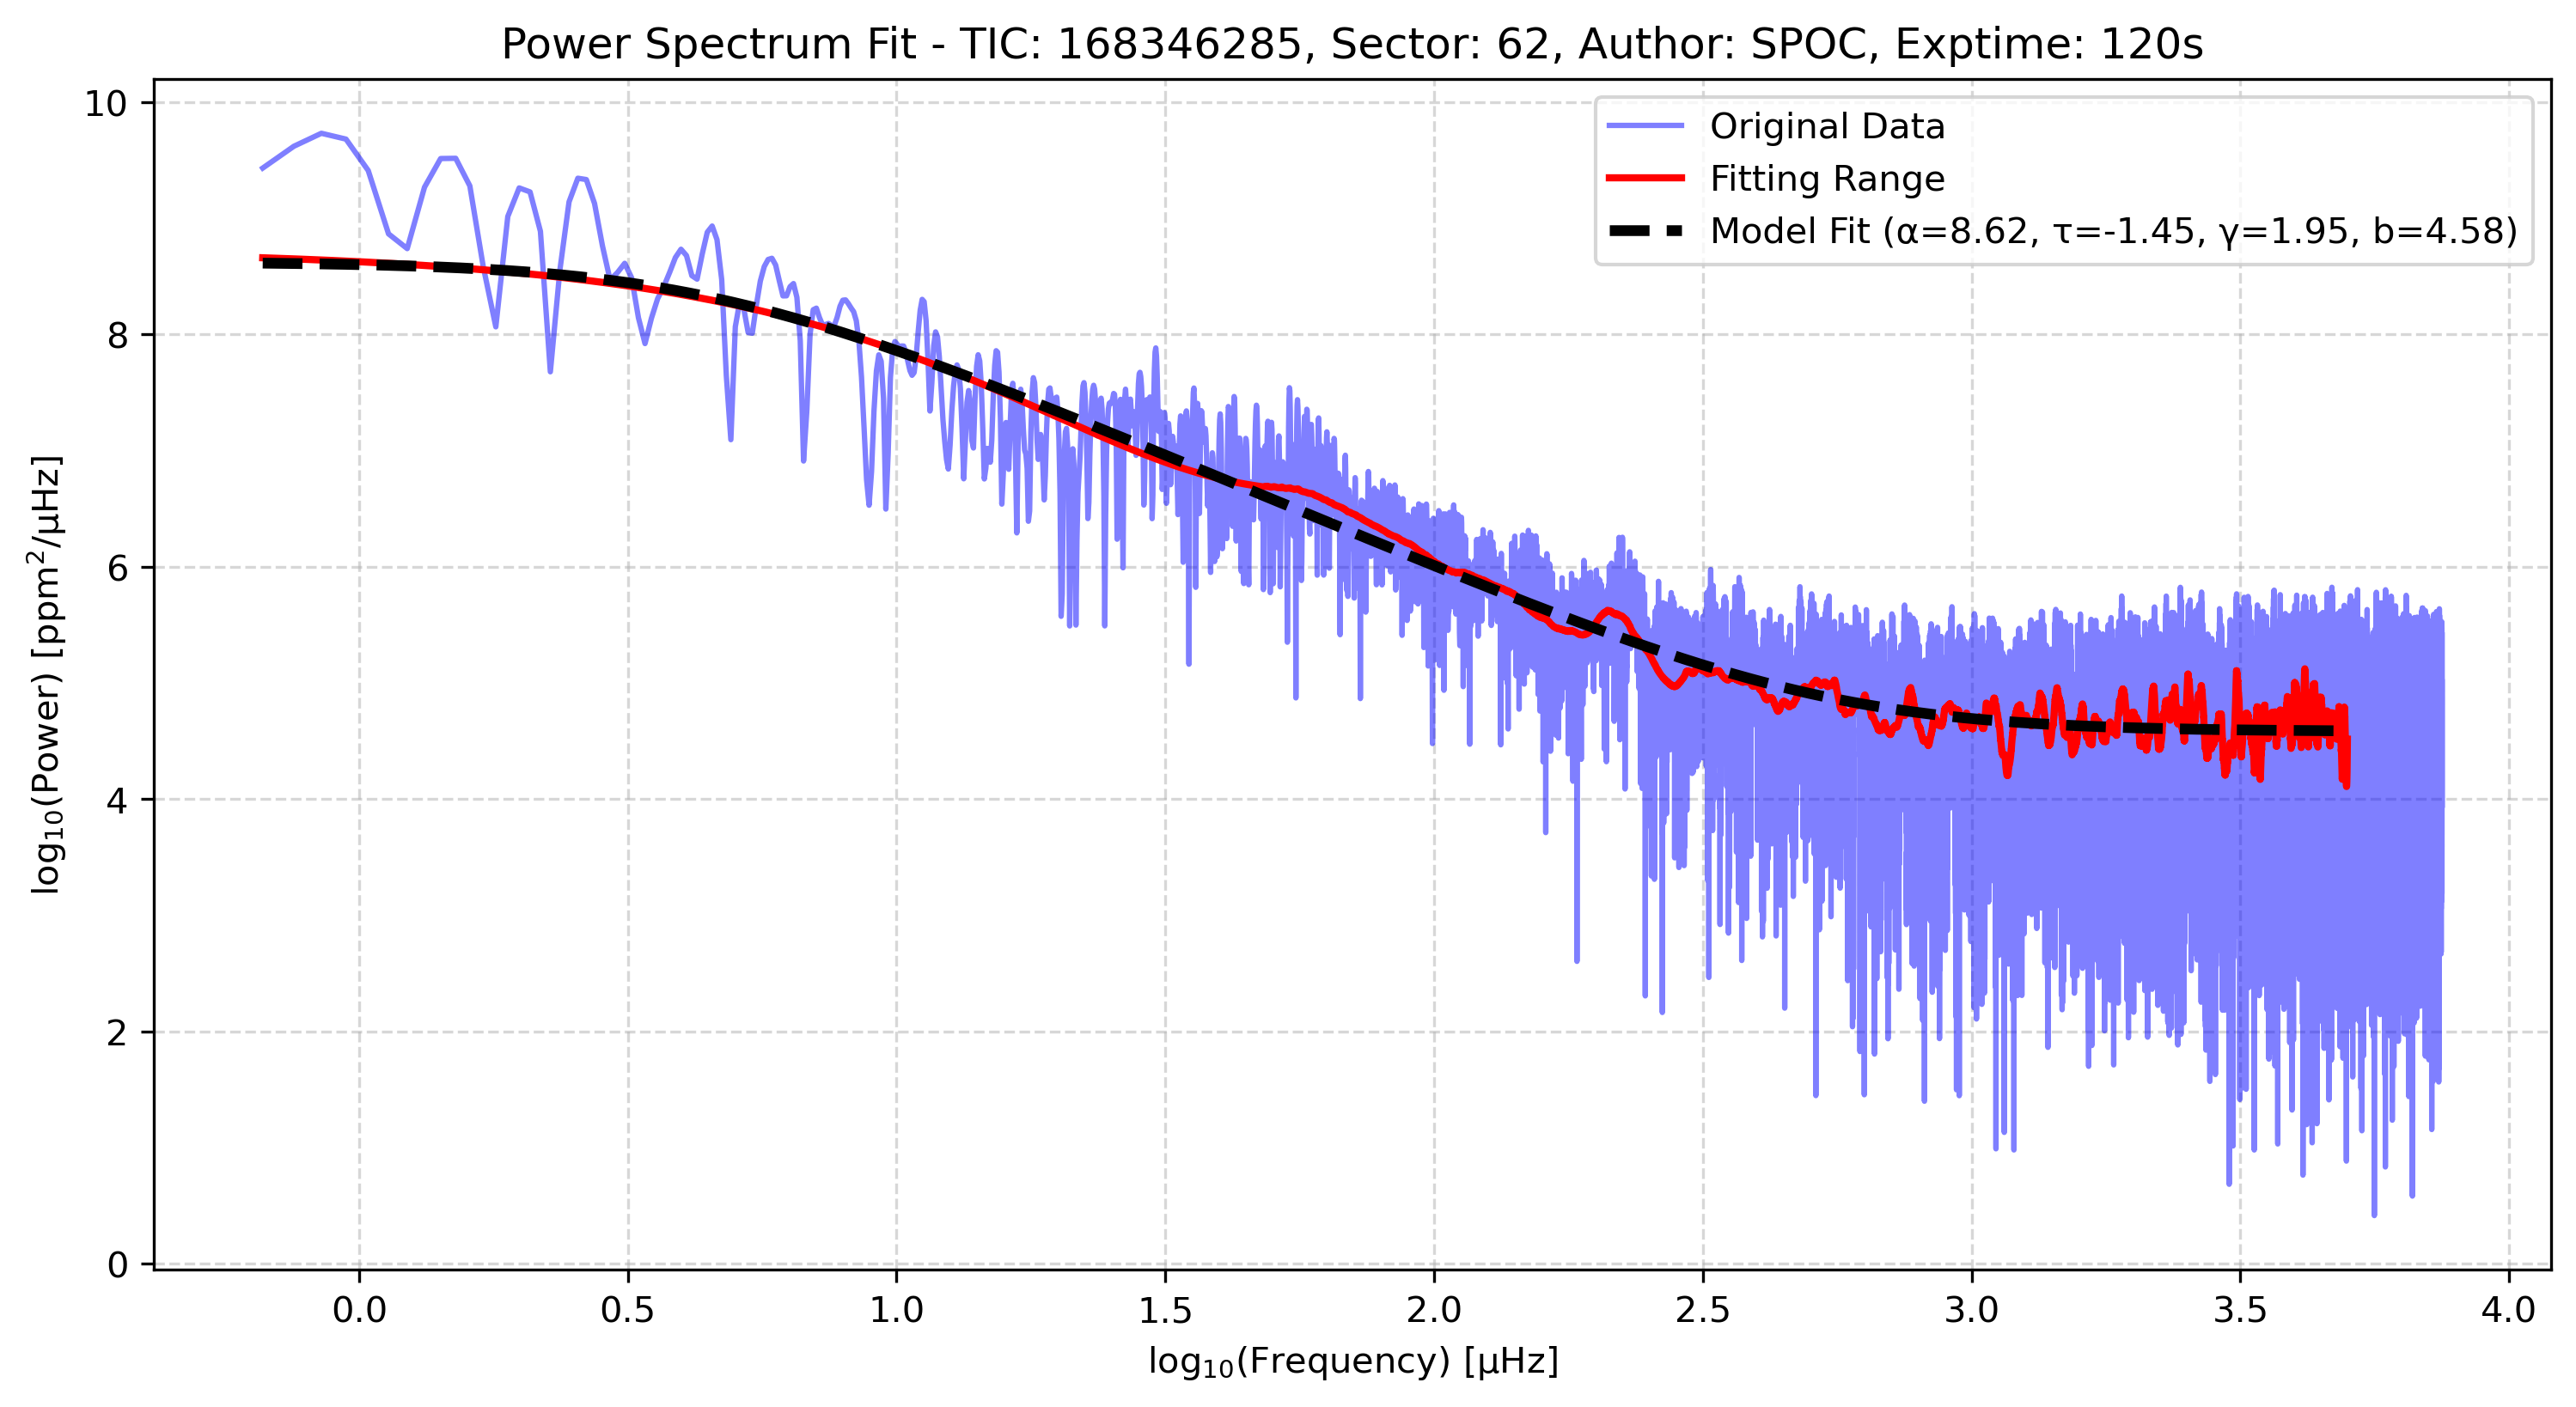 Power Spectrum Fit - TIC: 168346285, Sector: 62, Author: SPOC, Exptime: 120s
Original Data
Fitting Range
Model Fit (α=8.62, τ=-1.45, γ=1.95, b=4.58)
log₁₀(Power) [ppm²/µHz]
10
8
6
4
2
0
0.0 0.5 1.0 1.5 2.0 2.5 3.0 3.5 4.0
log₁₀(Frequency) [µHz]